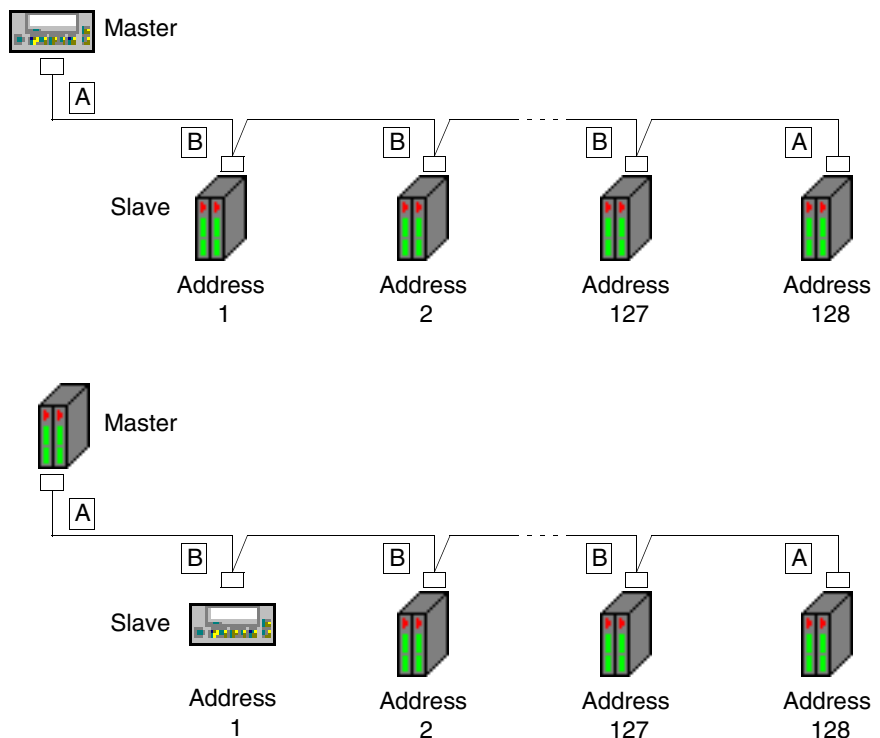 Master
A
B
B
B
A
Slave
Address
1
Address
2
Address
127
Address
128
Master
A
B
B
B
A
Slave
Address
1
Address
2
Address
127
Address
128